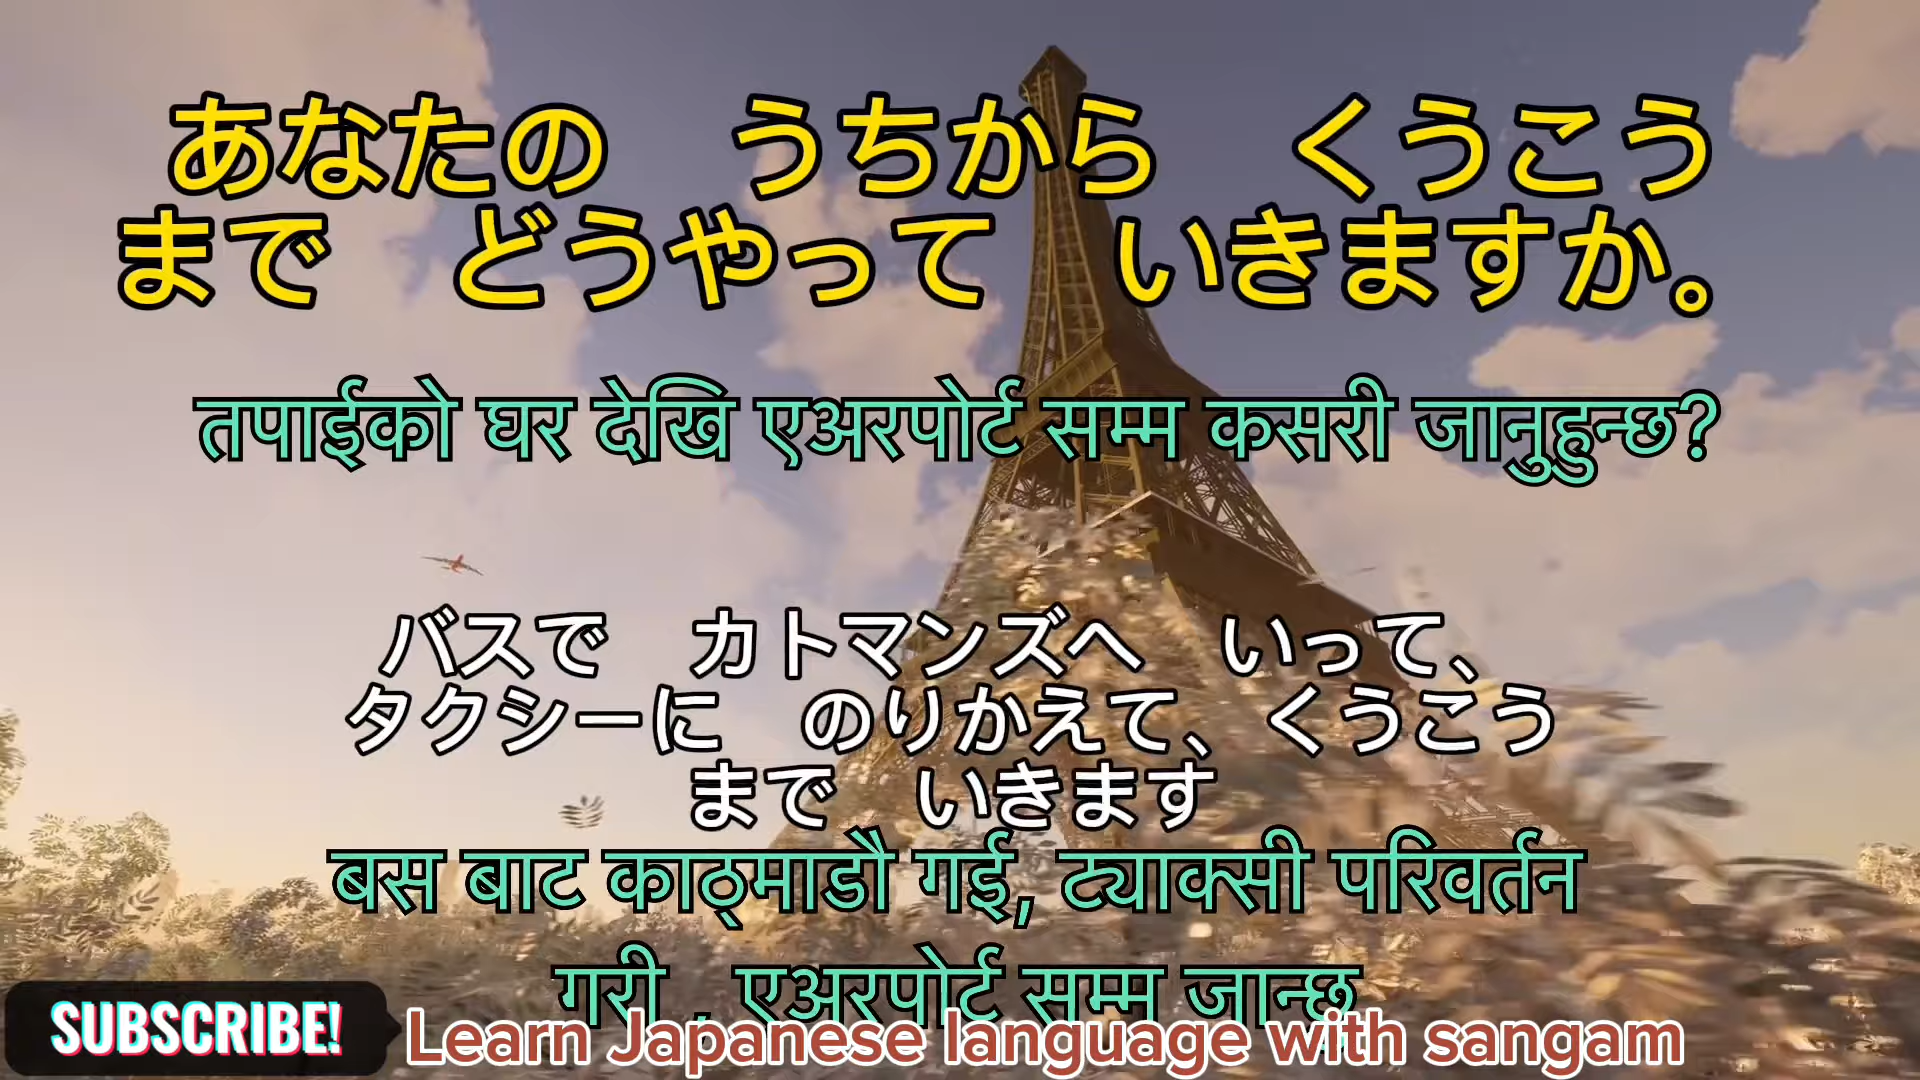 あなたの　うちから　くうこう
まで　どうやって　いきますか。
तपाईको घर देखि एअरपोर्ट सम्म कसरी जानुहुन्छ?
バスで　カトマンズへ　いって、
タクシーに　のりかえて、くうこう
まで　いきます
बस बाट काठ्माडौ गई, ट्याक्सी परिवर्तन
गरी , एअरपोर्ट सम्म जान्छु
SUBSCRIBE!
Learn Japanese language with sangam